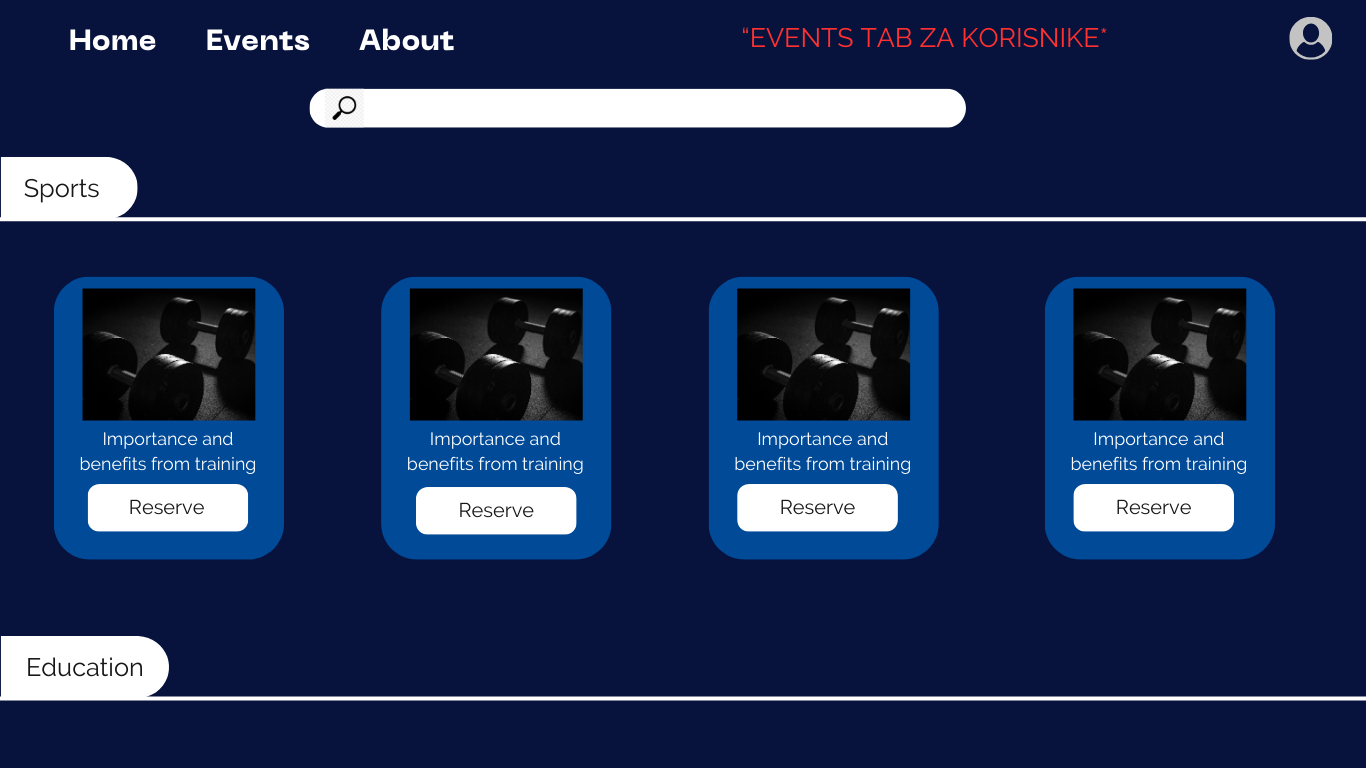 Home Events About “EVENTS TAB ZA KORISNIKE"
Sports
Importance and
benefits from training
Reserve
Importance and
benefits from training
Reserve
Importance and
benefits from training
Reserve
Importance and
benefits from training
Reserve
Education